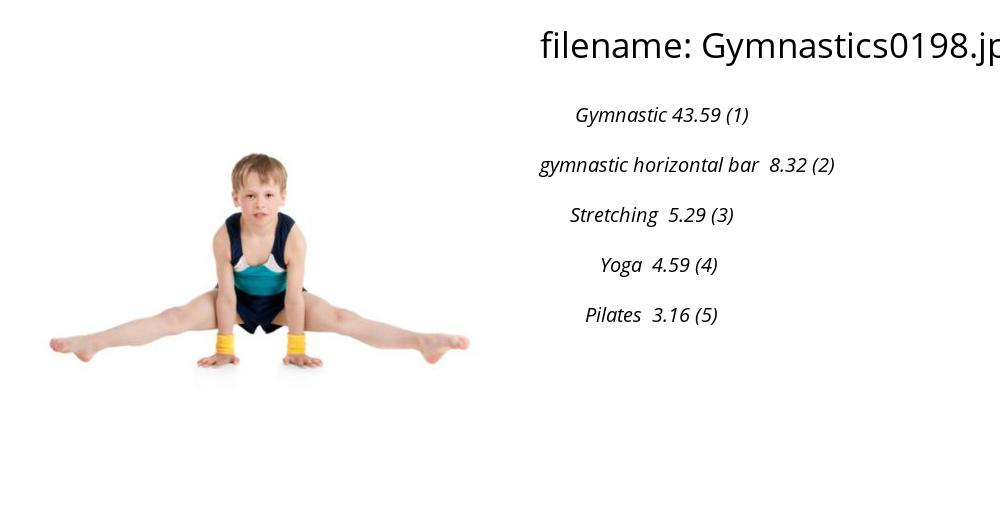 filename: Gymnastics0198.jp
Gymnastic 43.59 (1)
gymnastic horizontal bar 8.32 (2)
Stretching 5.29 (3)
Yoga 4.59 (4)
Pilates 3.16 (5)